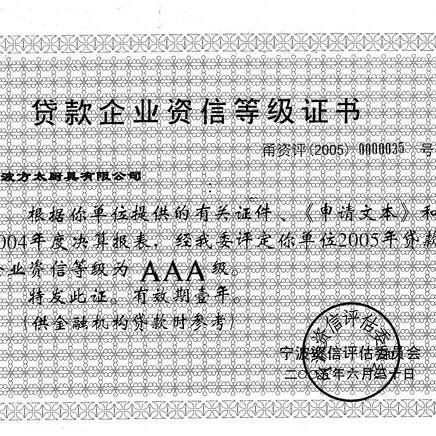 贷款企业资信等级证书
甬资评(2005) 0000035 号
波方太厨具有限公司
根据你单位提供的有关证件、《申请文本》和
004年度决算报表，经我委评定你单位2005年贷款
企业资信等级为 AAA 级。
特发此证。有效期壹年。
(供金融机构贷款时参考)
宁波资信评估委员会
二〇〇五年六月三十日